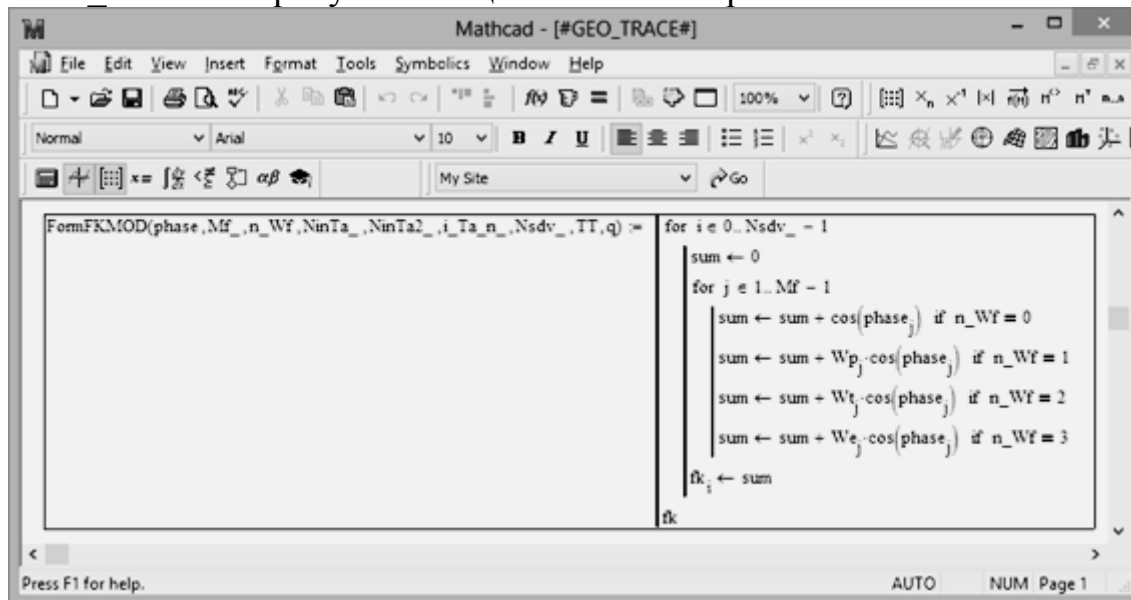 Mathcad - [#GEO_TRACE#]
File Edit View Insert Format Tools Symbolics Window Help
100%
Normal Arial 10 B I U
My Site Go
FormFKMOD(phase,Mf_,n_Wf,NinTa_,NinTa2_,i_Ta_n_,Nsdv_,TT,q) :=
for i ∈ 0..Nsdv_ − 1
sum ← 0
for j ∈ 1..Mf − 1
sum ← sum + cos(phase_j) if n_Wf = 0
sum ← sum + Wp_j·cos(phase_j) if n_Wf = 1
sum ← sum + Wt_j·cos(phase_j) if n_Wf = 2
sum ← sum + We_j·cos(phase_j) if n_Wf = 3
fk_i ← sum
fk
Press F1 for help. AUTO NUM Page 1